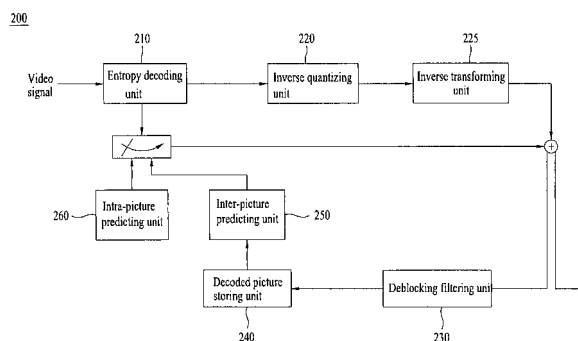 200
210
220
225
Video
signal
Entropy decoding
unit
Inverse quantizing
unit
Inverse transforming
unit
+
260
Intra-picture
predicting unit
Inter-picture
predicting unit
250
Decoded picture
storing unit
Deblocking filtering unit
240
230